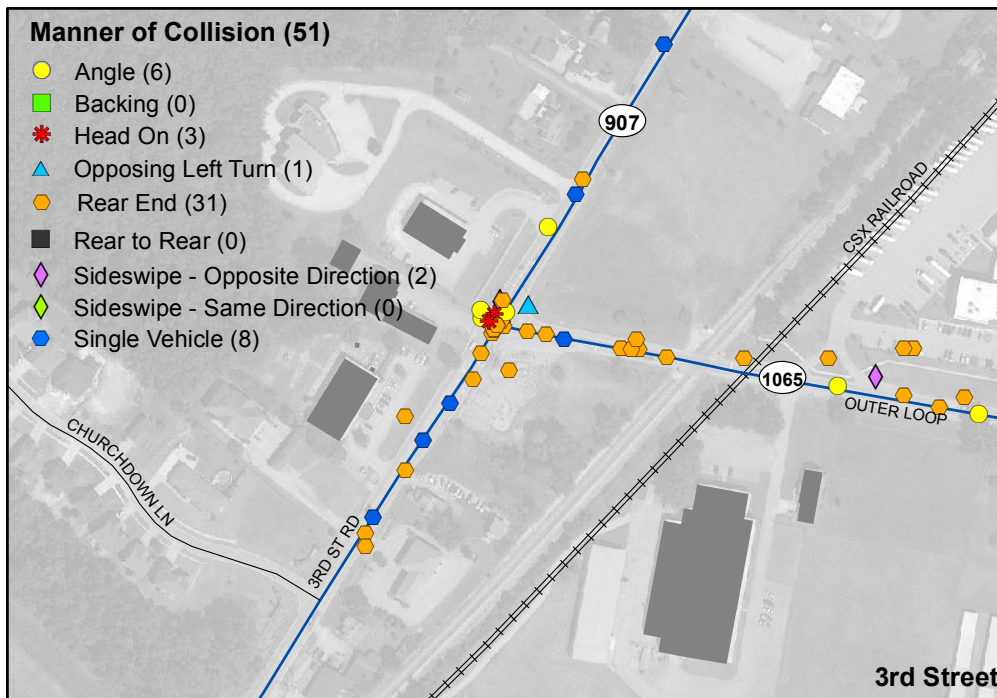 Manner of Collision (51)
Angle (6)
Backing (0)
Head On (3)
Opposing Left Turn (1)
Rear End (31)
Rear to Rear (0)
Sideswipe - Opposite Direction (2)
Sideswipe - Same Direction (0)
Single Vehicle (8)
907
CSX RAILROAD
1065
OUTER LOOP
CHURCHDOWN LN
3RD ST RD
3rd Street